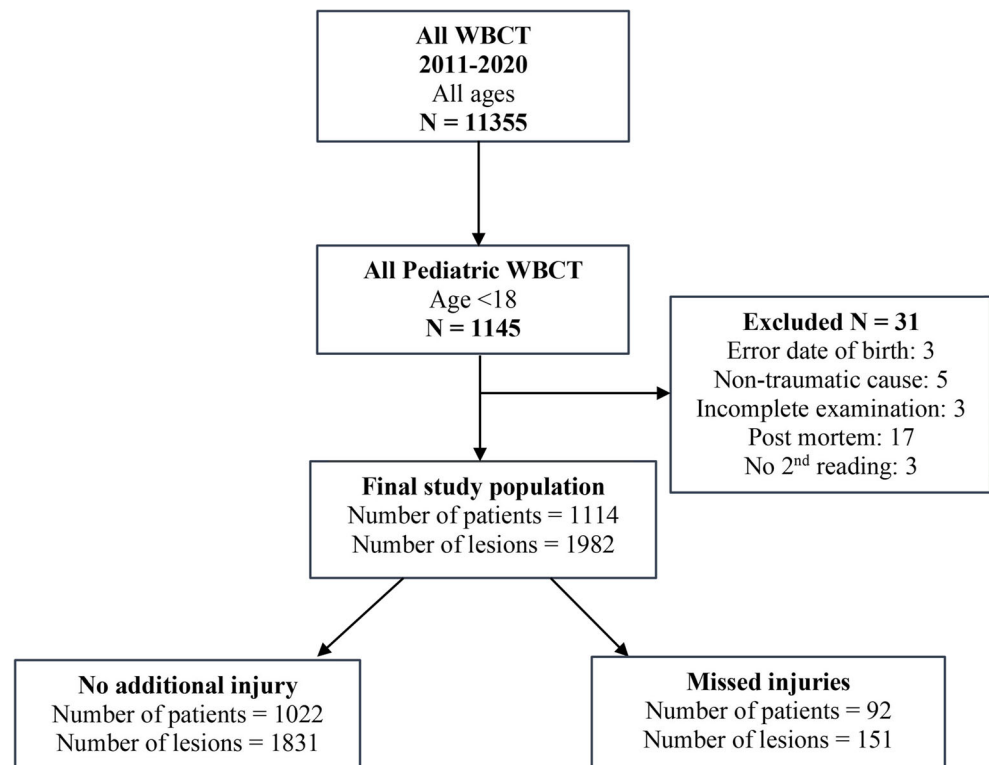 All WBCT
2011-2020
All ages
N = 11355
All Pediatric WBCT
Age <18
N = 1145
Excluded N = 31
Error date of birth: 3
Non-traumatic cause: 5
Incomplete examination: 3
Post mortem: 17
No 2nd reading: 3
Final study population
Number of patients = 1114
Number of lesions = 1982
No additional injury
Number of patients = 1022
Number of lesions = 1831
Missed injuries
Number of patients = 92
Number of lesions = 151